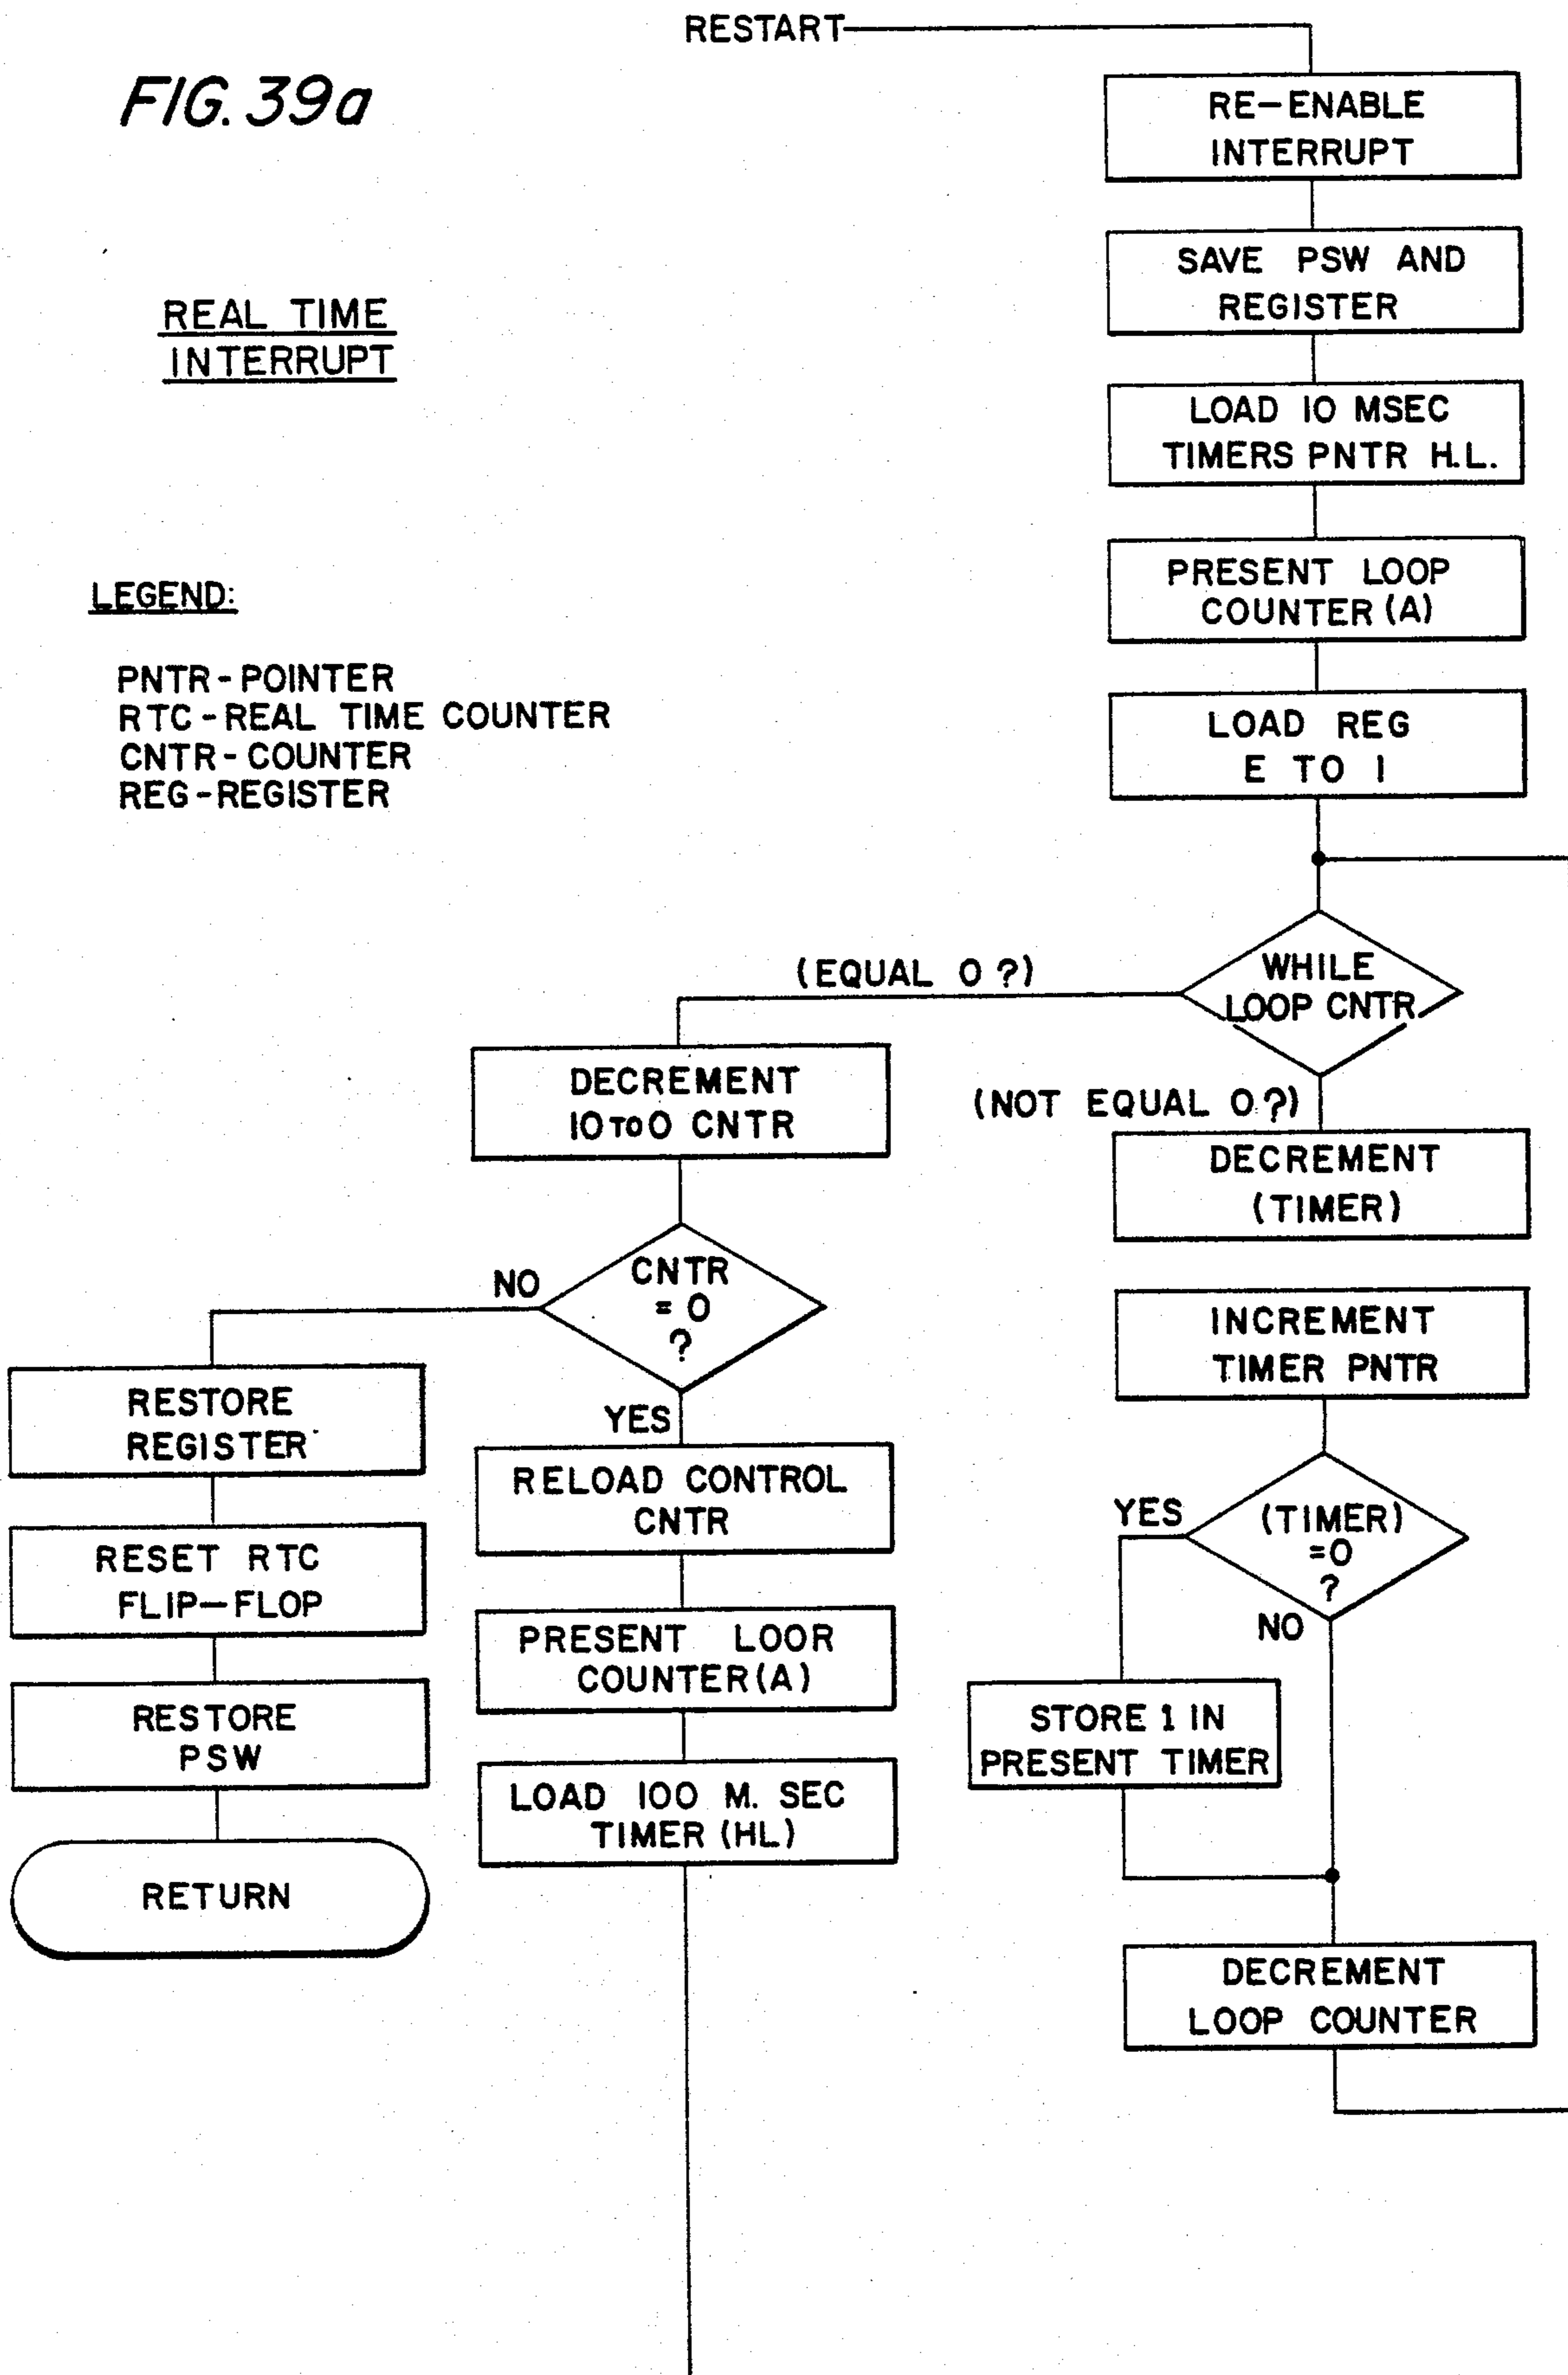 RESTART
FIG. 39a
REAL TIME
INTERRUPT
LEGEND:
PNTR - POINTER
RTC - REAL TIME COUNTER
CNTR - COUNTER
REG - REGISTER
RE-ENABLE
INTERRUPT
SAVE PSW AND
REGISTER
LOAD 10 MSEC
TIMERS PNTR H.L.
PRESENT LOOP
COUNTER (A)
LOAD REG
E TO 1
WHILE
LOOP CNTR
(EQUAL 0 ?)
(NOT EQUAL 0 ?)
DECREMENT
10 TO 0 CNTR
CNTR
= 0
?
NO
YES
RESTORE
REGISTER
RESET RTC
FLIP-FLOP
RESTORE
PSW
RETURN
RELOAD CONTROL
CNTR
PRESENT LOOR
COUNTER (A)
LOAD 100 M. SEC
TIMER (HL)
DECREMENT
(TIMER)
INCREMENT
TIMER PNTR
(TIMER)
=0
?
YES
NO
STORE 1 IN
PRESENT TIMER
DECREMENT
LOOP COUNTER